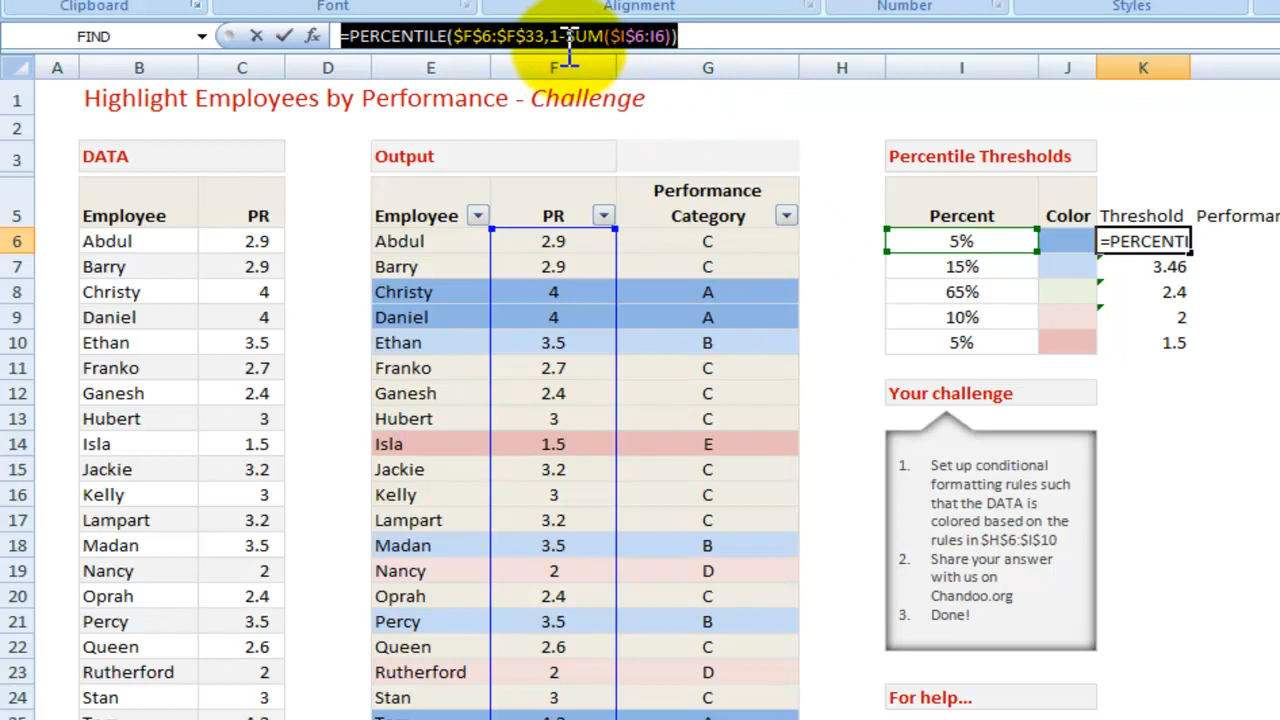 Clipboard Font Alignment Number Styles
FIND =PERCENTILE($F$6:$F$33,1-SUM($I$6:I6))
A B C D E F G H I J K
1 Highlight Employees by Performance - Challenge
2
3 DATA Output Percentile Thresholds
Performance
5 Employee PR Employee PR Category Percent Color Threshold
6 Abdul 2.9 Abdul 2.9 C 5% =PERCENTI
7 Barry 2.9 Barry 2.9 C 15% 3.46
8 Christy 4 Christy 4 A 65% 2.4
9 Daniel 4 Daniel 4 A 10% 2
10 Ethan 3.5 Ethan 3.5 B 5% 1.5
11 Franko 2.7 Franko 2.7 C
12 Ganesh 2.4 Ganesh 2.4 C Your challenge
13 Hubert 3 Hubert 3 C
14 Isla 1.5 Isla 1.5 E
15 Jackie 3.2 Jackie 3.2 C
16 Kelly 3 Kelly 3 C
17 Lampart 3.2 Lampart 3.2 C
18 Madan 3.5 Madan 3.5 B
19 Nancy 2 Nancy 2 D
20 Oprah 2.4 Oprah 2.4 C
21 Percy 3.5 Percy 3.5 B
22 Queen 2.6 Queen 2.6 C
23 Rutherford 2 Rutherford 2 D
24 Stan 3 Stan 3 C For help...
1. Set up conditional
formatting rules such
that the DATA is
colored based on the
rules in $H$6:$I$10
2. Share your answer
with us on
Chandoo.org
3. Done!